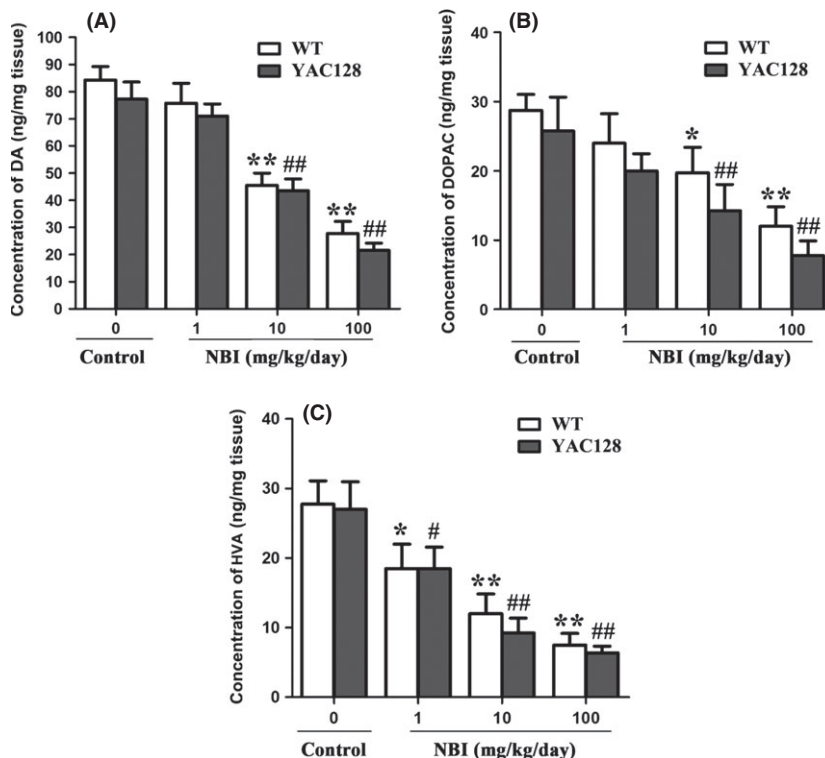 (A)
Concentration of DA (ng/mg tissue)
100
90
80
70
60
50
40
30
20
10
0
WT
YAC128
** ##
** ##
0 1 10 100
Control NBI (mg/kg/day)
(B)
Concentration of DOPAC (ng/mg tissue)
40
30
20
10
0
WT
YAC128
* ##
** ##
0 1 10 100
Control NBI (mg/kg/day)
(C)
Concentration of HVA (ng/mg tissue)
40
30
20
10
0
WT
YAC128
* #
** ##
** ##
0 1 10 100
Control NBI (mg/kg/day)